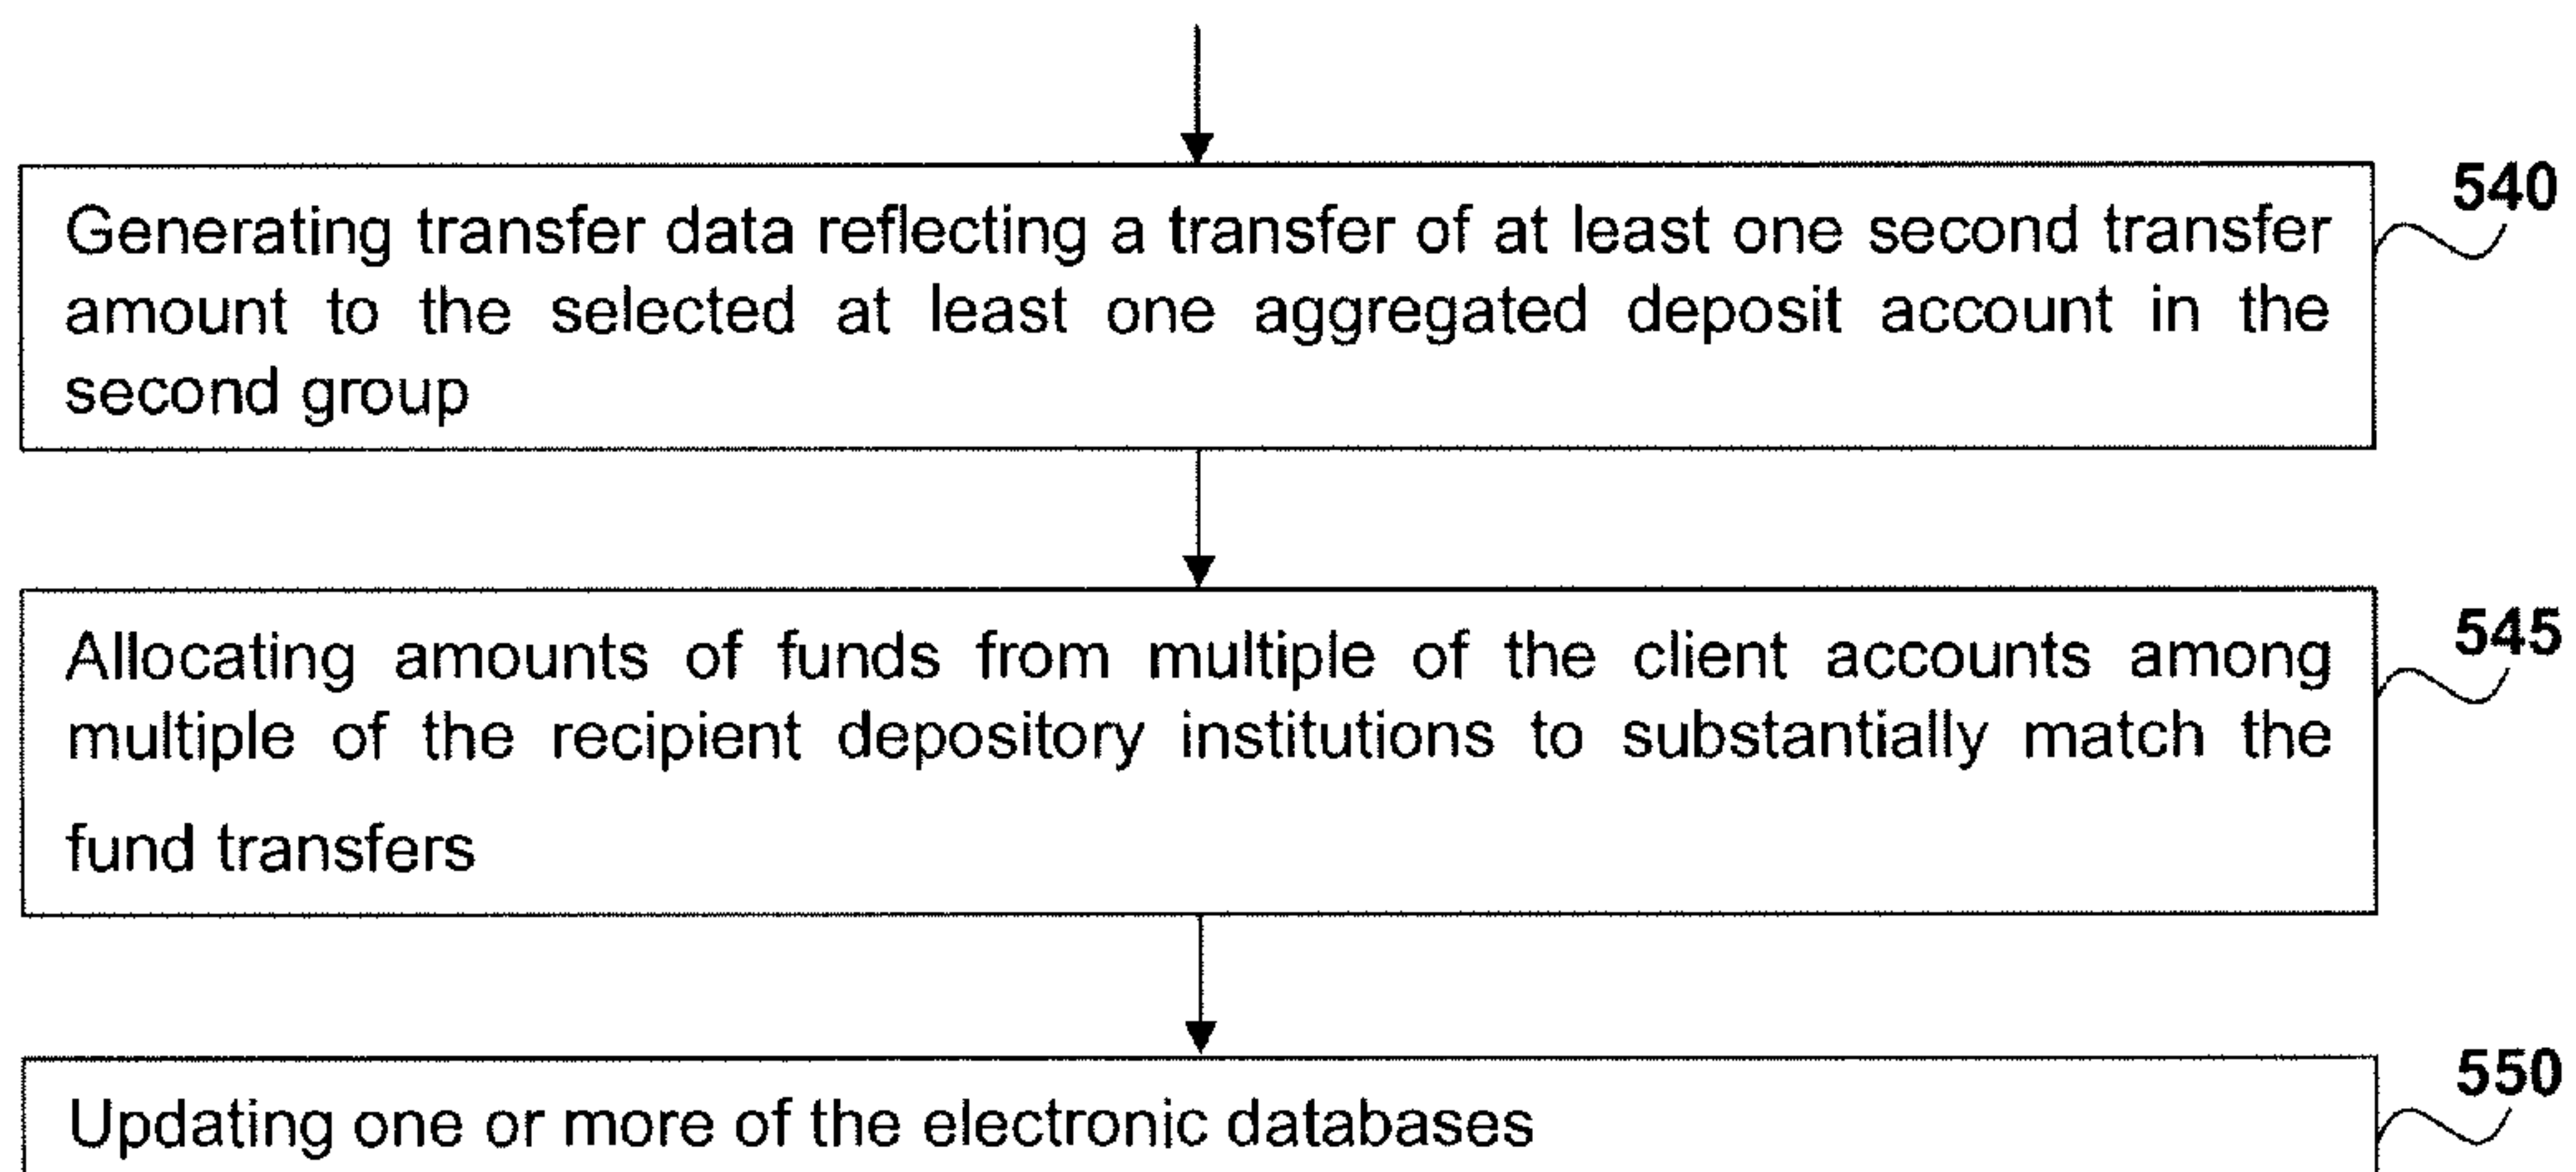 540
Generating transfer data reflecting a transfer of at least one second transfer
amount to the selected at least one aggregated deposit account in the
second group
545
Allocating amounts of funds from multiple of the client accounts among
multiple of the recipient depository institutions to substantially match the
fund transfers
550
Updating one or more of the electronic databases